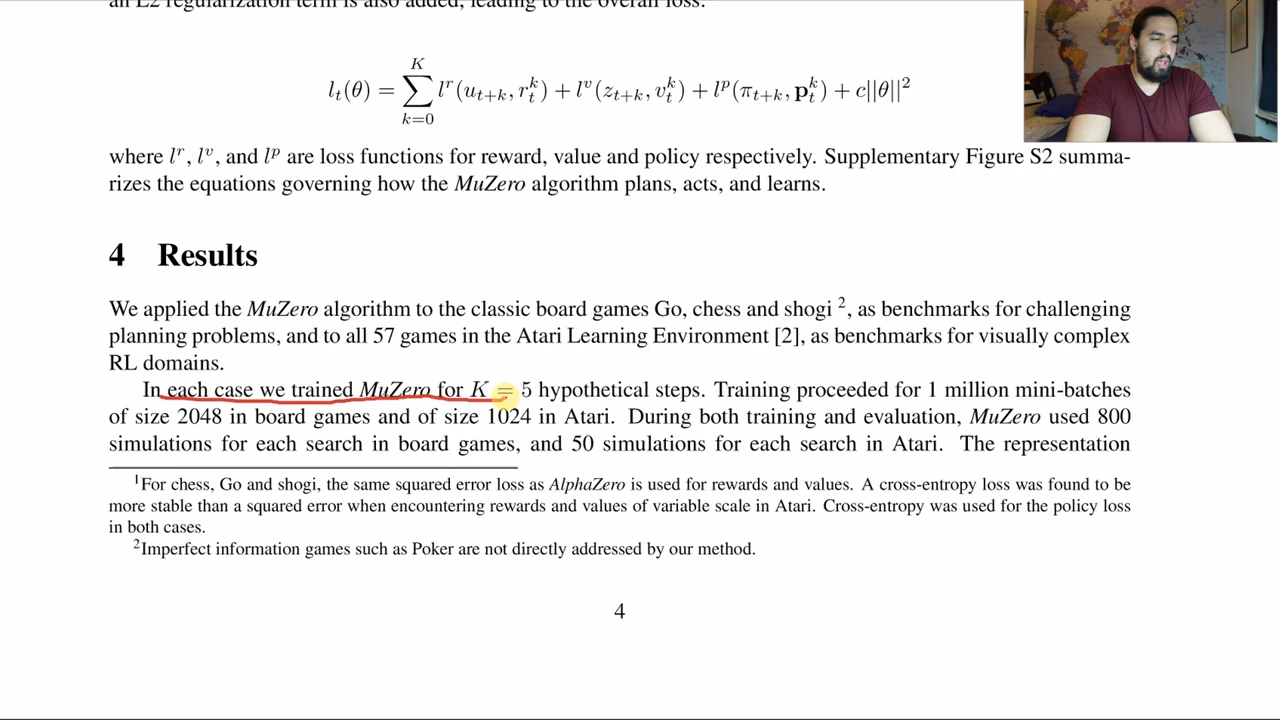 an L2 regularization term is also added, leading to the overall loss:
l_t(θ) = ∑_{k=0}^{K} l^r(u_{t+k}, r_t^k) + l^v(z_{t+k}, v_t^k) + l^p(π_{t+k}, p_t^k) + c||θ||^2
where l^r, l^v, and l^p are loss functions for reward, value and policy respectively. Supplementary Figure S2 summa-
rizes the equations governing how the MuZero algorithm plans, acts, and learns.
4 Results
We applied the MuZero algorithm to the classic board games Go, chess and shogi ², as benchmarks for challenging
planning problems, and to all 57 games in the Atari Learning Environment [2], as benchmarks for visually complex
RL domains.
In each case we trained MuZero for K = 5 hypothetical steps. Training proceeded for 1 million mini-batches
of size 2048 in board games and of size 1024 in Atari. During both training and evaluation, MuZero used 800
simulations for each search in board games, and 50 simulations for each search in Atari. The representation
¹For chess, Go and shogi, the same squared error loss as AlphaZero is used for rewards and values. A cross-entropy loss was found to be
more stable than a squared error when encountering rewards and values of variable scale in Atari. Cross-entropy was used for the policy loss
in both cases.
²Imperfect information games such as Poker are not directly addressed by our method.
4